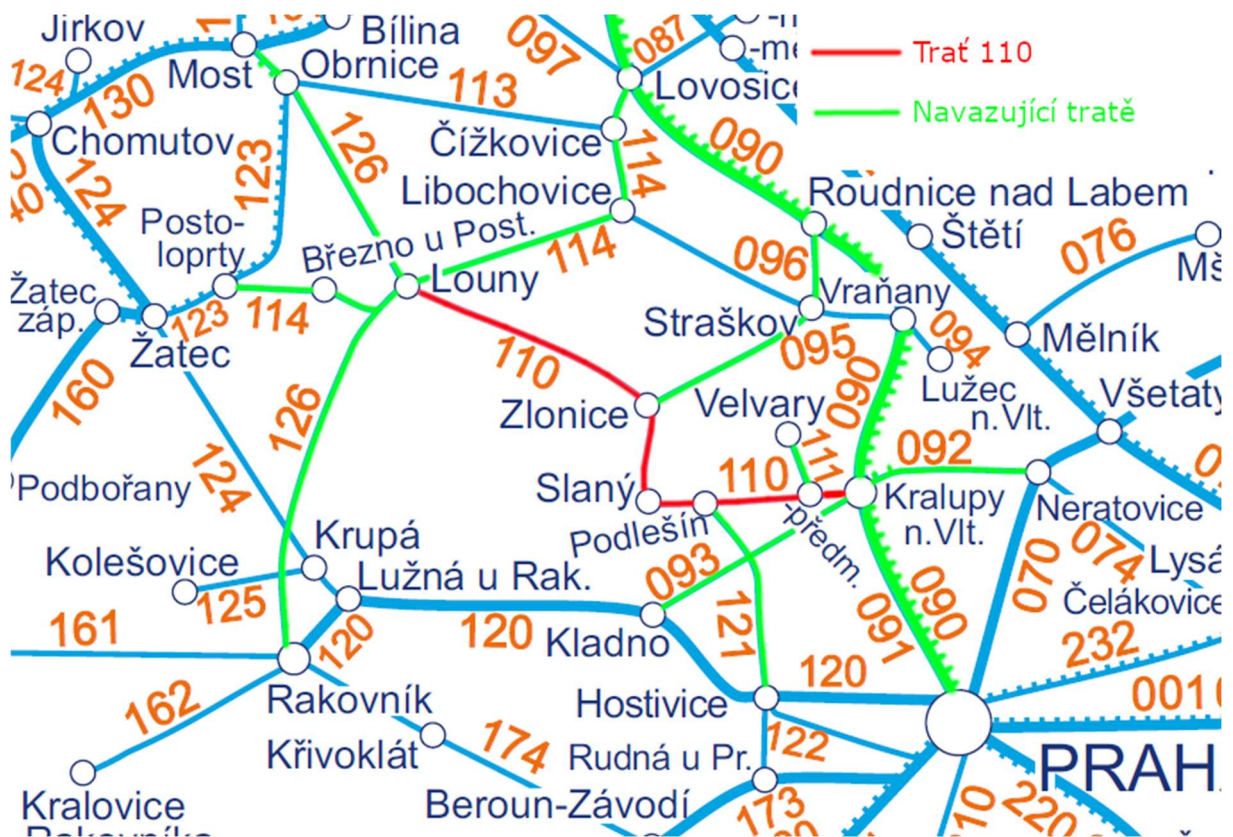 Jirkov
Bílina
097
087
Trať 110
124
130
Most
Obrnice
113
Lovosice
Navazující tratě
Chomutov
Čížkovice
090
124
123
126
Libochovice
114
Roudnice nad Labem
Posto-
loprty
Březno u Post.
Štětí
076
Louny
114
096
Vraňany
Žatec
záp.
123
114
Straškov
095
094
Mělník
Žatec
110
160
Zlonice
Velvary
090
Lužec
n.Vlt.
Všetaty
126
124
111
092
Podbořany
Slaný
110
Podlešín
-předm.
Kralupy
n.Vlt.
Neratovice
Krupá
Kolešovice
125
Lužná u Rak.
093
070
074
Lysá
Čelákovice
161
120
120
Kladno
121
091
090
232
Rakovník
162
Hostivice
120
001
Křivoklát
174
Rudná u Pr.
122
PRAH
Kralovice
Beroun-Závodí
173
220